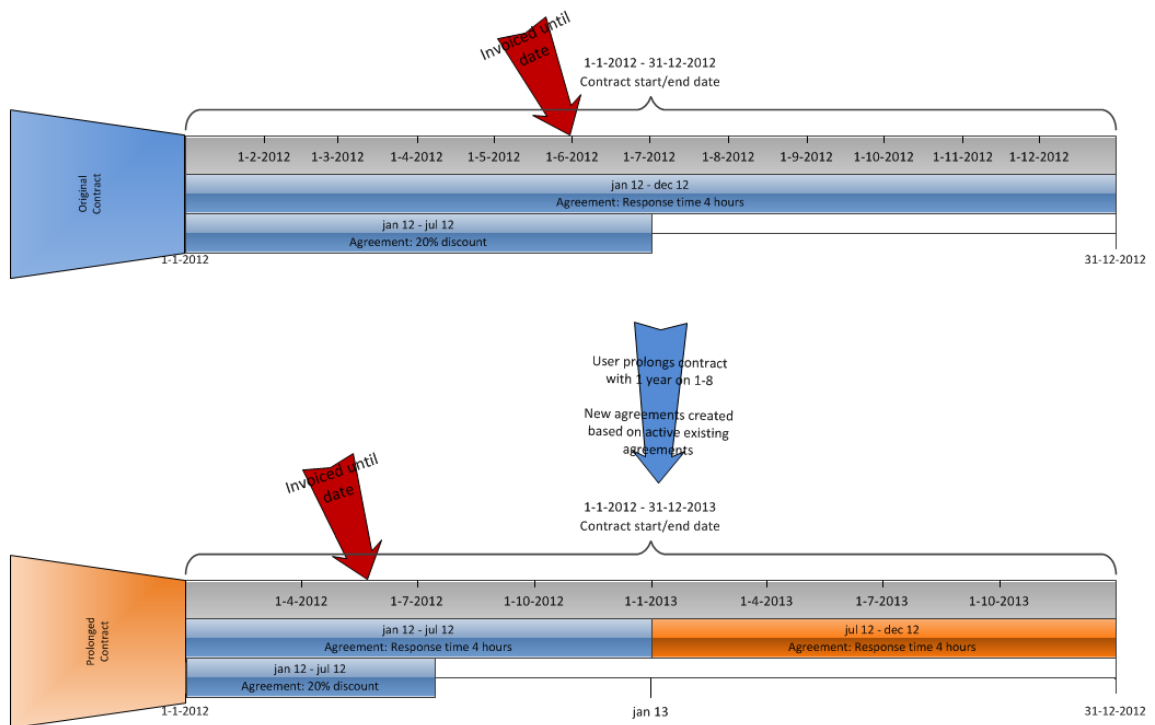 Invoiced until
date
1-1-2012 - 31-12-2012
Contract start/end date
1-2-2012
1-3-2012
1-4-2012
1-5-2012
1-6-2012
1-7-2012
1-8-2012
1-9-2012
1-10-2012
1-11-2012
1-12-2012
Original
Contract
jan 12 - dec 12
Agreement: Response time 4 hours
jan 12 - jul 12
Agreement: 20% discount
1-1-2012
31-12-2012
User prolongs contract
with 1 year on 1-8
New agreements created
based on active existing
agreements
Invoiced until
date
1-1-2012 - 31-12-2013
Contract start/end date
1-4-2012
1-7-2012
1-10-2012
1-1-2013
1-4-2013
1-7-2013
1-10-2013
Prolonged
Contract
jan 12 - jul 12
Agreement: Response time 4 hours
jul 12 - dec 12
Agreement: Response time 4 hours
jan 12 - jul 12
Agreement: 20% discount
1-1-2012
jan 13
31-12-2012